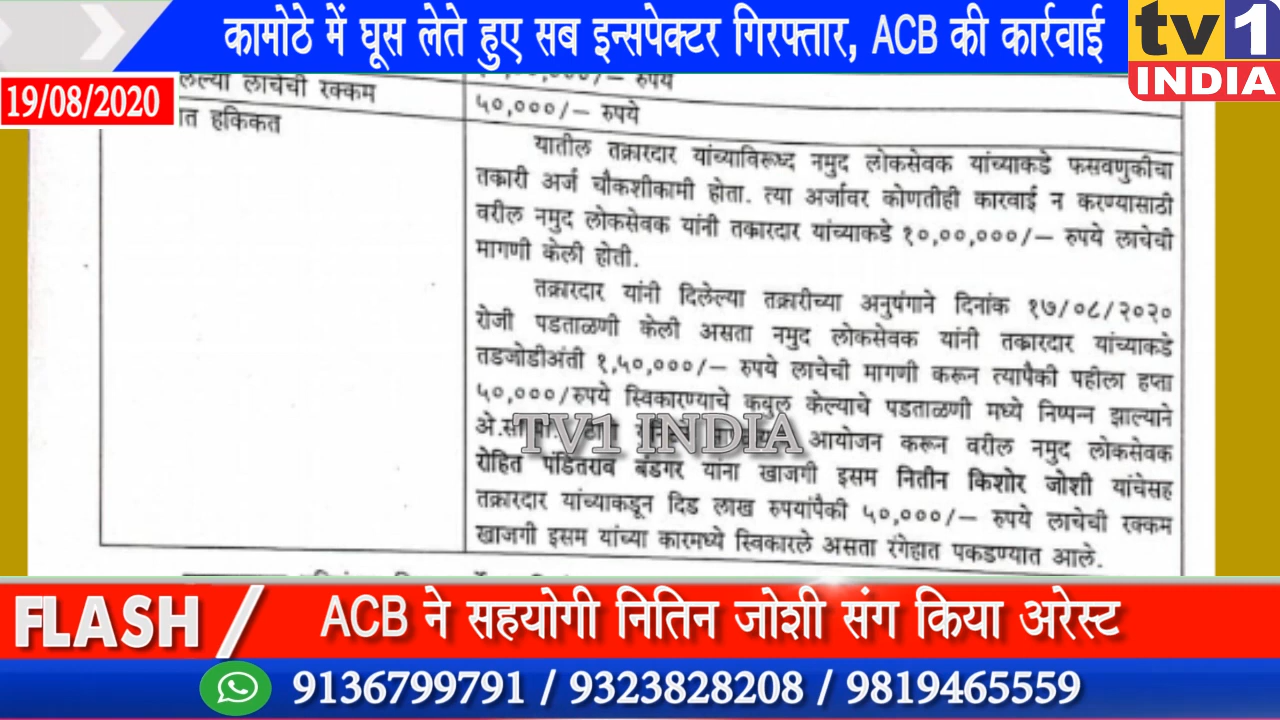 कामोठे में घूस लेते हुए सब इन्सपेक्टर गिरफ्तार, ACB की कार्रवाई
tv1
INDIA
19/08/2020
लाचेची रक्कम
रुपये
५०,०००/— रुपये
हकिकत
यातील तक्रारदार यांच्याविरूध्द नमुद लोकसेवक यांच्याकडे फसवणुकीचा
तक्रारी अर्ज चौकशीकामी होता. त्या अर्जावर कोणतीही कारवाई न करण्यासाठी
वरील नमुद लोकसेवक यांनी तकारदार यांच्याकडे १०,००,०००/— रुपये लाचेची
मागणी केली होती.
तक्रारदार यांनी दिलेल्या तक्रारीच्या अनुषंगाने दिनांक १७/०८/२०२०
रोजी पडताळणी केली असता नमुद लोकसेवक यांनी तक्रारदार यांच्याकडे
तडजोडीअंती १,५०,०००/— रुपये लाचेची मागणी करून त्यापैकी पहीला हप्ता
५०,०००/रुपये स्विकारण्याचे कबुल केल्याचे पडताळणी मध्ये निष्पन्न झाल्याने
आयोजन करून वरील नमुद लोकसेवक
TV1 INDIA
रोहित पंडितराव बंडगर यांना खाजगी इसम नितीन किशोर जोशी यांचेसह
तक्रारदार यांच्याकडून दिड लाख रुपयांपैकी ५०,०००/— रुपये लाचेची रक्कम
खाजगी इसम यांच्या कारमध्ये स्विकारले असता रंगेहात पकडण्यात आले.
FLASH /
ACB ने सहयोगी नितिन जोशी संग किया अरेस्ट
9136799791 / 9323828208 / 9819465559